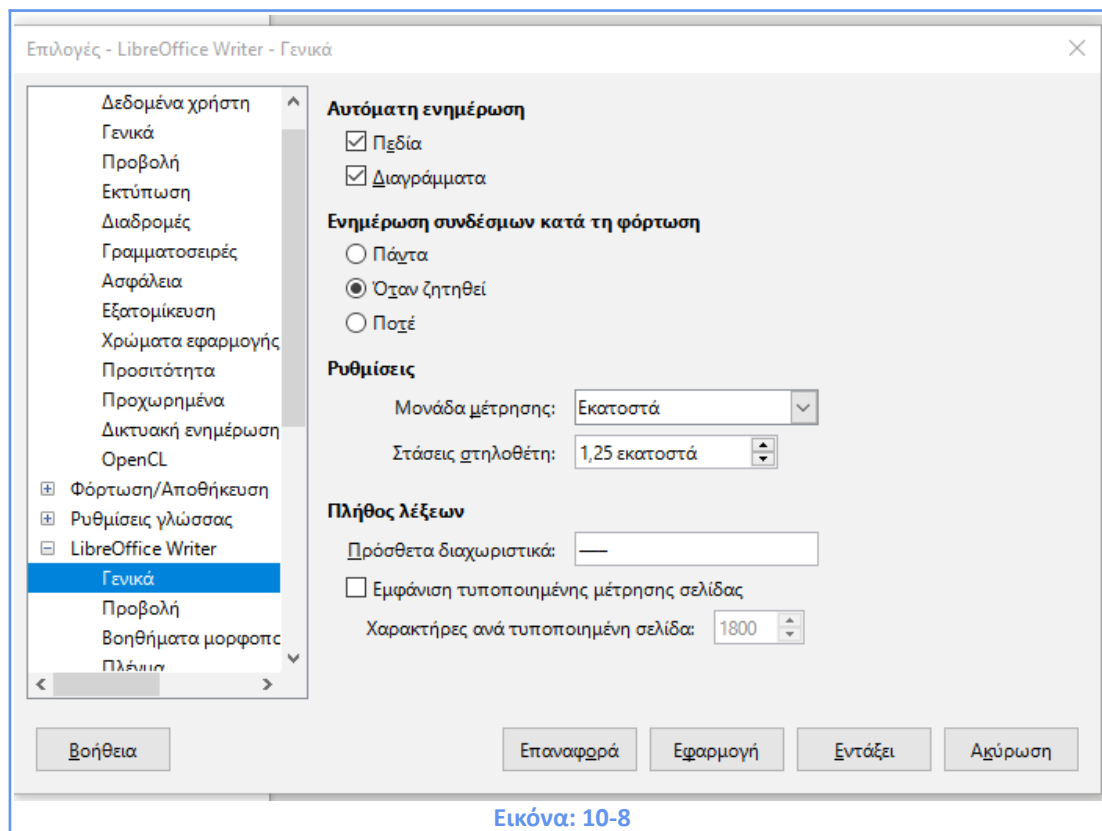 Επιλογές - LibreOffice Writer - Γενικά
Δεδομένα χρήστη
Γενικά
Προβολή
Εκτύπωση
Διαδρομές
Γραμματοσειρές
Ασφάλεια
Εξατομίκευση
Χρώματα εφαρμογής
Προσιτότητα
Προχωρημένα
Δικτυακή ενημέρωση
OpenCL
Φόρτωση/Αποθήκευση
Ρυθμίσεις γλώσσας
LibreOffice Writer
Γενικά
Προβολή
Βοηθήματα μορφοπο
Πλέγμα
Αυτόματη ενημέρωση
Πεδία
Διαγράμματα
Ενημέρωση συνδέσμων κατά τη φόρτωση
Πάντα
Όταν ζητηθεί
Ποτέ
Ρυθμίσεις
Μονάδα μέτρησης: Εκατοστά
Στάσεις στηλοθέτη: 1,25 εκατοστά
Πλήθος λέξεων
Πρόσθετα διαχωριστικά: —–
Εμφάνιση τυποποιημένης μέτρησης σελίδας
Χαρακτήρες ανά τυποποιημένη σελίδα: 1800
Βοήθεια Επαναφορά Εφαρμογή Εντάξει Ακύρωση
Εικόνα: 10-8